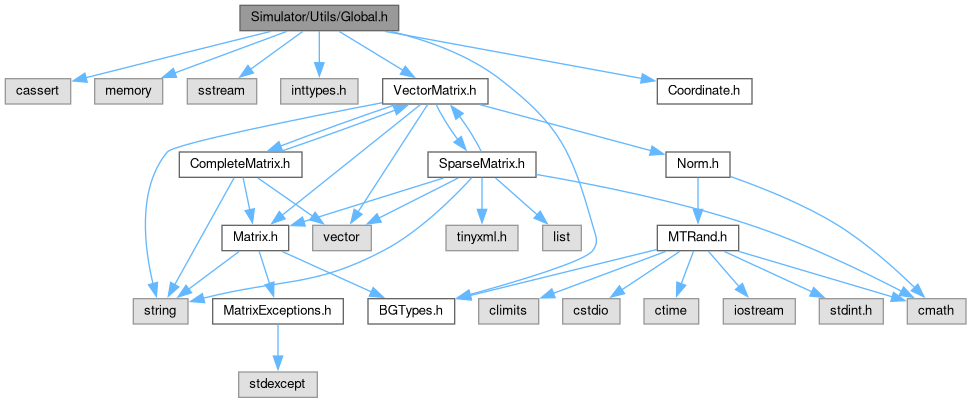 Simulator/Utils/Global.h
cassert
memory
sstream
inttypes.h
VectorMatrix.h
Coordinate.h
CompleteMatrix.h
SparseMatrix.h
Norm.h
Matrix.h
vector
tinyxml.h
list
MTRand.h
string
MatrixExceptions.h
BGTypes.h
climits
cstdio
ctime
iostream
stdint.h
cmath
stdexcept